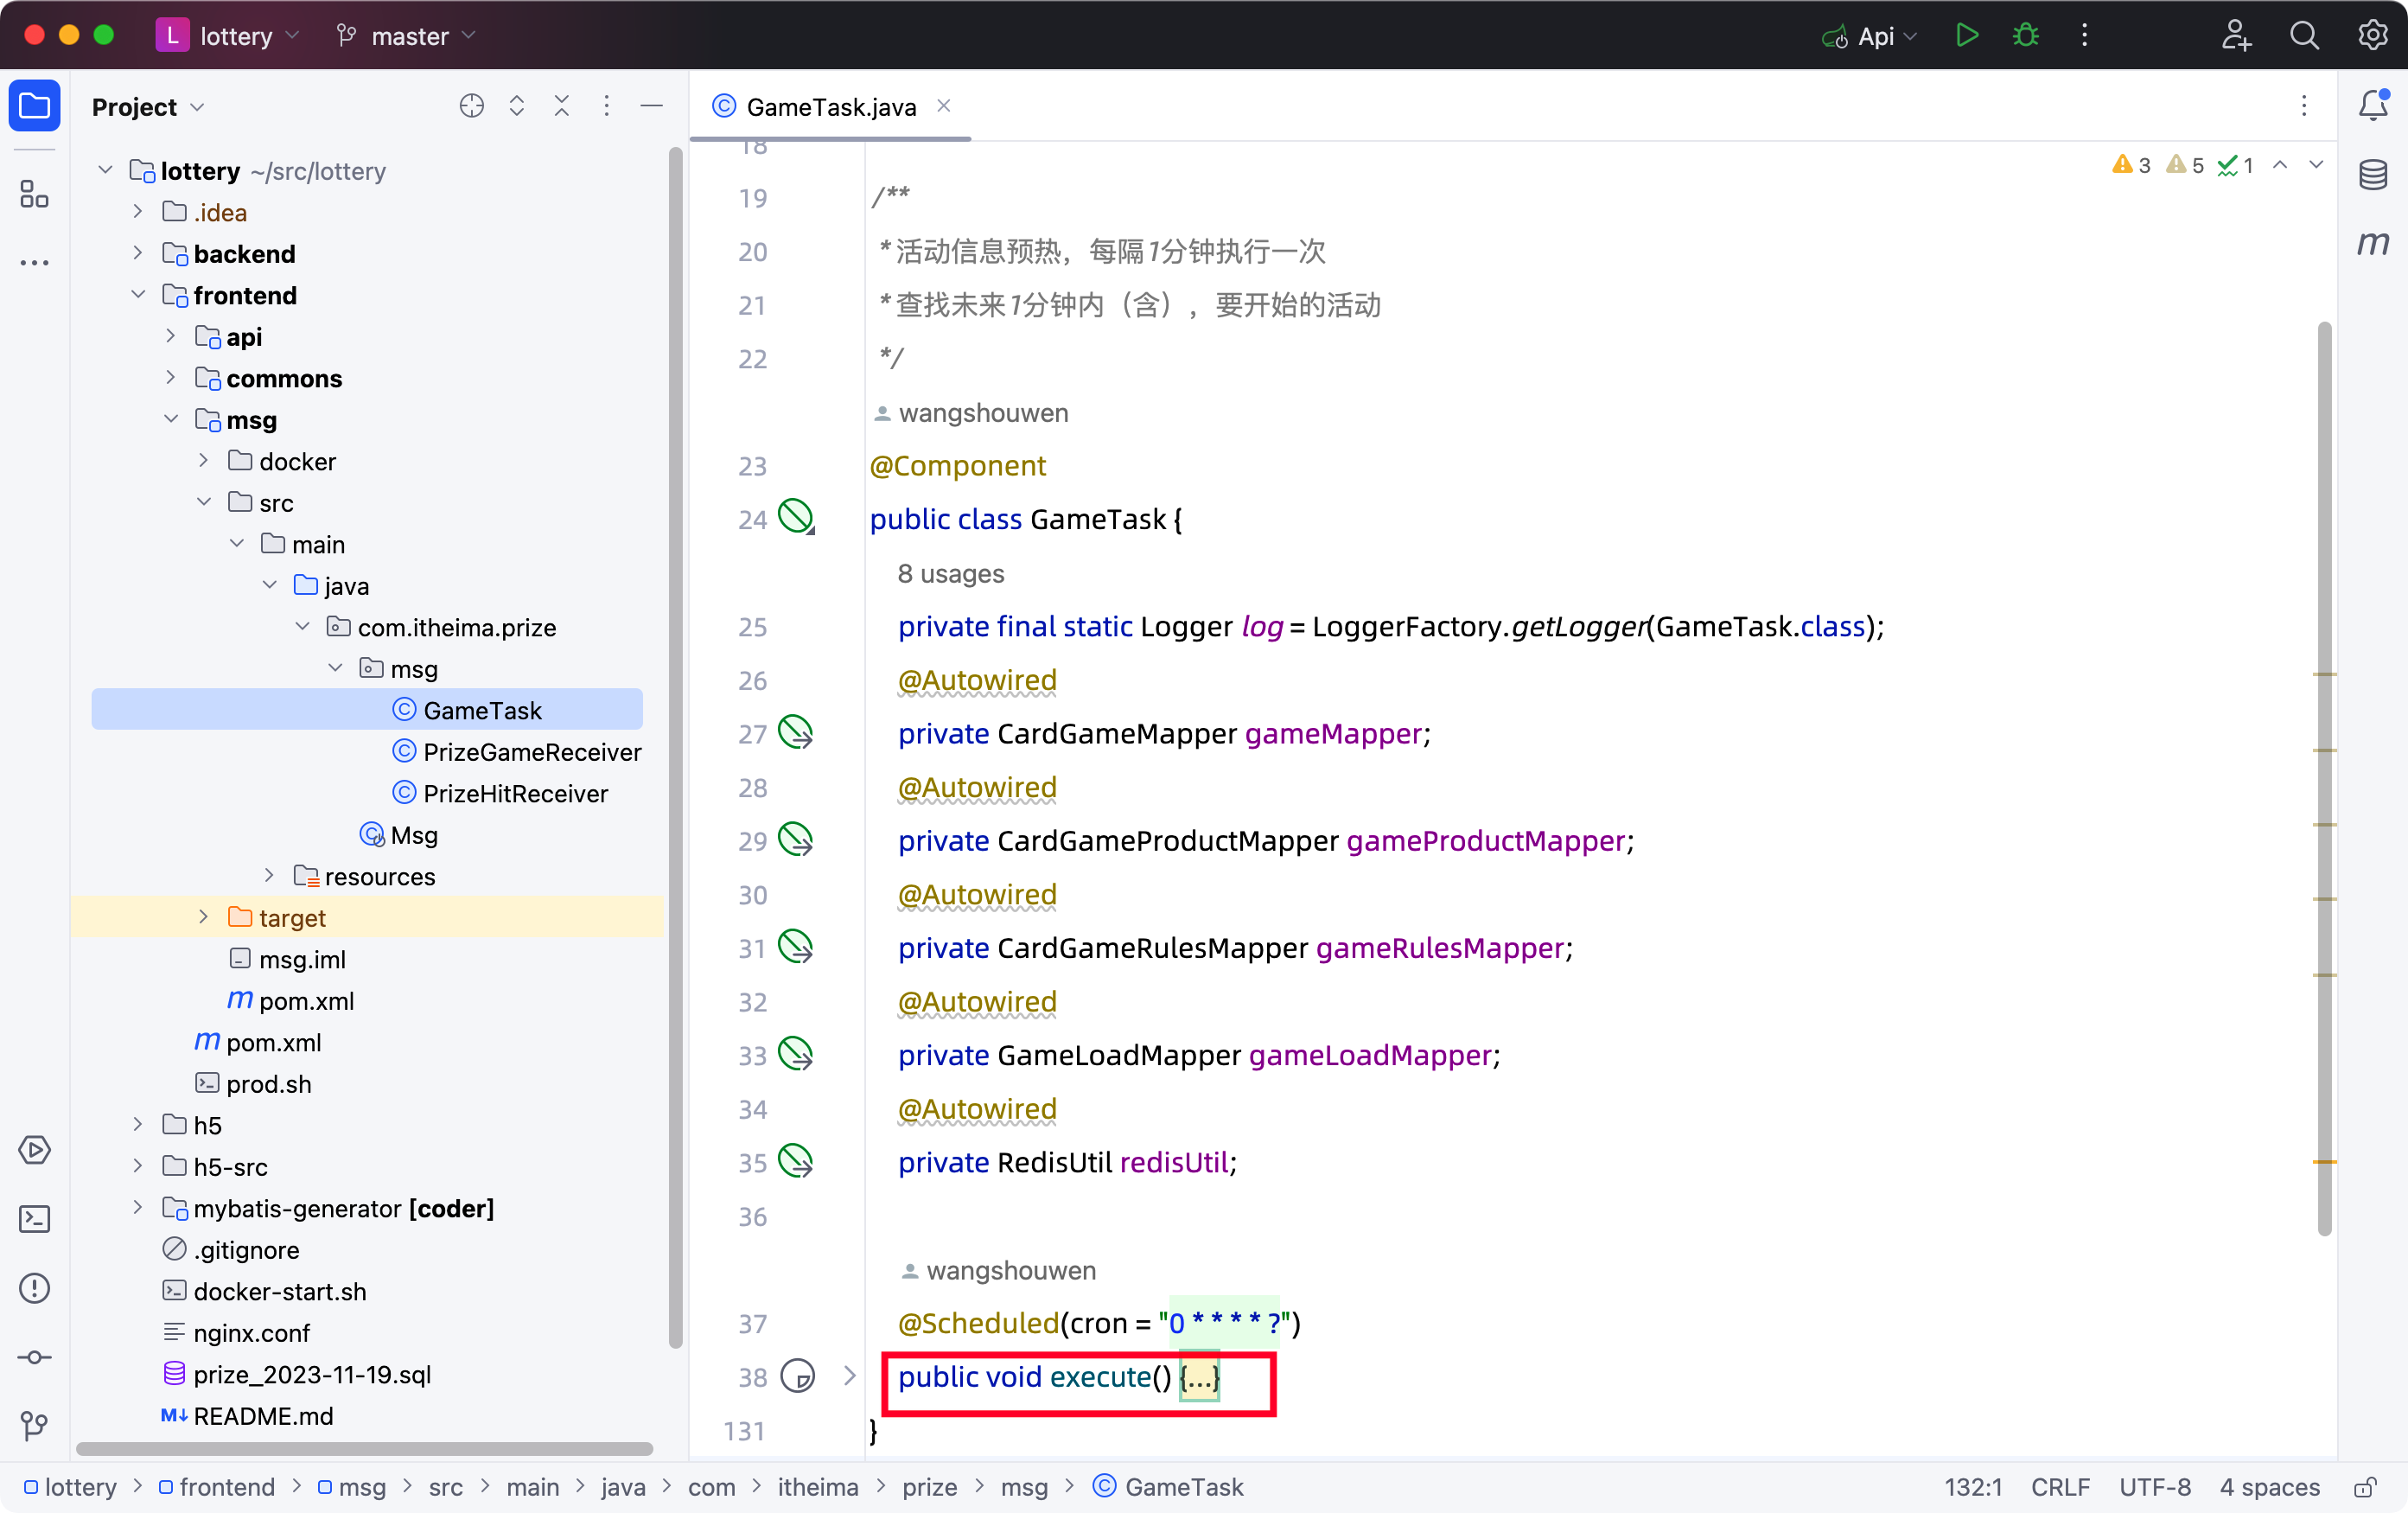 L lottery master Api
Project
GameTask.java
lottery ~/src/lottery
.idea
backend
frontend
api
commons
msg
docker
src
main
java
com.itheima.prize
msg
GameTask
PrizeGameReceiver
PrizeHitReceiver
Msg
resources
target
msg.iml
m pom.xml
m pom.xml
prod.sh
h5
h5-src
mybatis-generator [coder]
.gitignore
docker-start.sh
nginx.conf
prize_2023-11-19.sql
M↓ README.md
3 5 1
m
18
19 /**
20 * 活动信息预热，每隔1分钟执行一次
21 * 查找未来1分钟内（含），要开始的活动
22 */
wangshouwen
23 @Component
24 public class GameTask {
8 usages
25 private final static Logger log = LoggerFactory.getLogger(GameTask.class);
26 @Autowired
27 private CardGameMapper gameMapper;
28 @Autowired
29 private CardGameProductMapper gameProductMapper;
30 @Autowired
31 private CardGameRulesMapper gameRulesMapper;
32 @Autowired
33 private GameLoadMapper gameLoadMapper;
34 @Autowired
35 private RedisUtil redisUtil;
36
wangshouwen
37 @Scheduled(cron = "0 * * * * ?")
38 public void execute() {...}
131 }
lottery > frontend > msg > src > main > java > com > itheima > prize > msg > GameTask
132:1 CRLF UTF-8 4 spaces